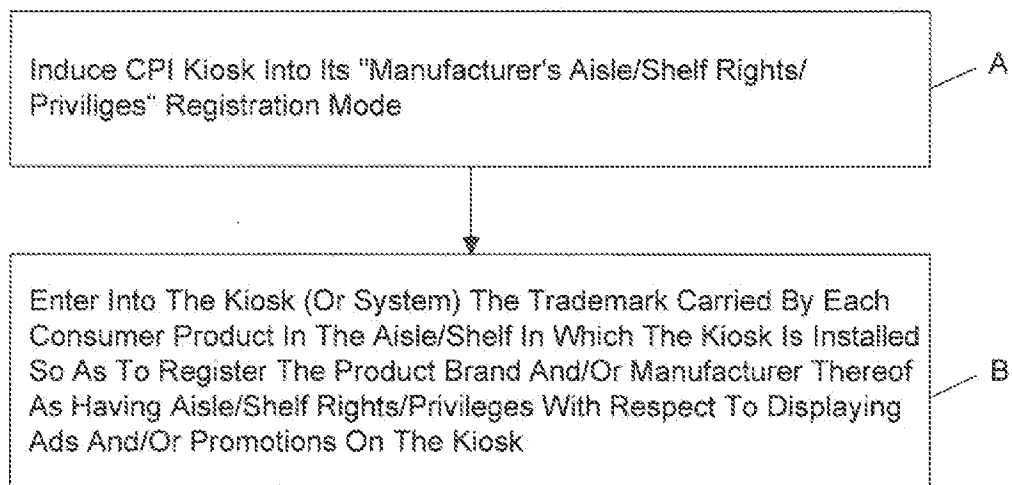 Induce CPI Kiosk Into Its "Manufacturer's Aisle/Shelf Rights/
Priviliges" Registration Mode
A
Enter Into The Kiosk (Or System) The Trademark Carried By Each
Consumer Product In The Aisle/Shelf In Which The Kiosk Is Installed
So As To Register The Product Brand And/Or Manufacturer Thereof
As Having Aisle/Shelf Rights/Privileges With Respect To Displaying
Ads And/Or Promotions On The Kiosk
B